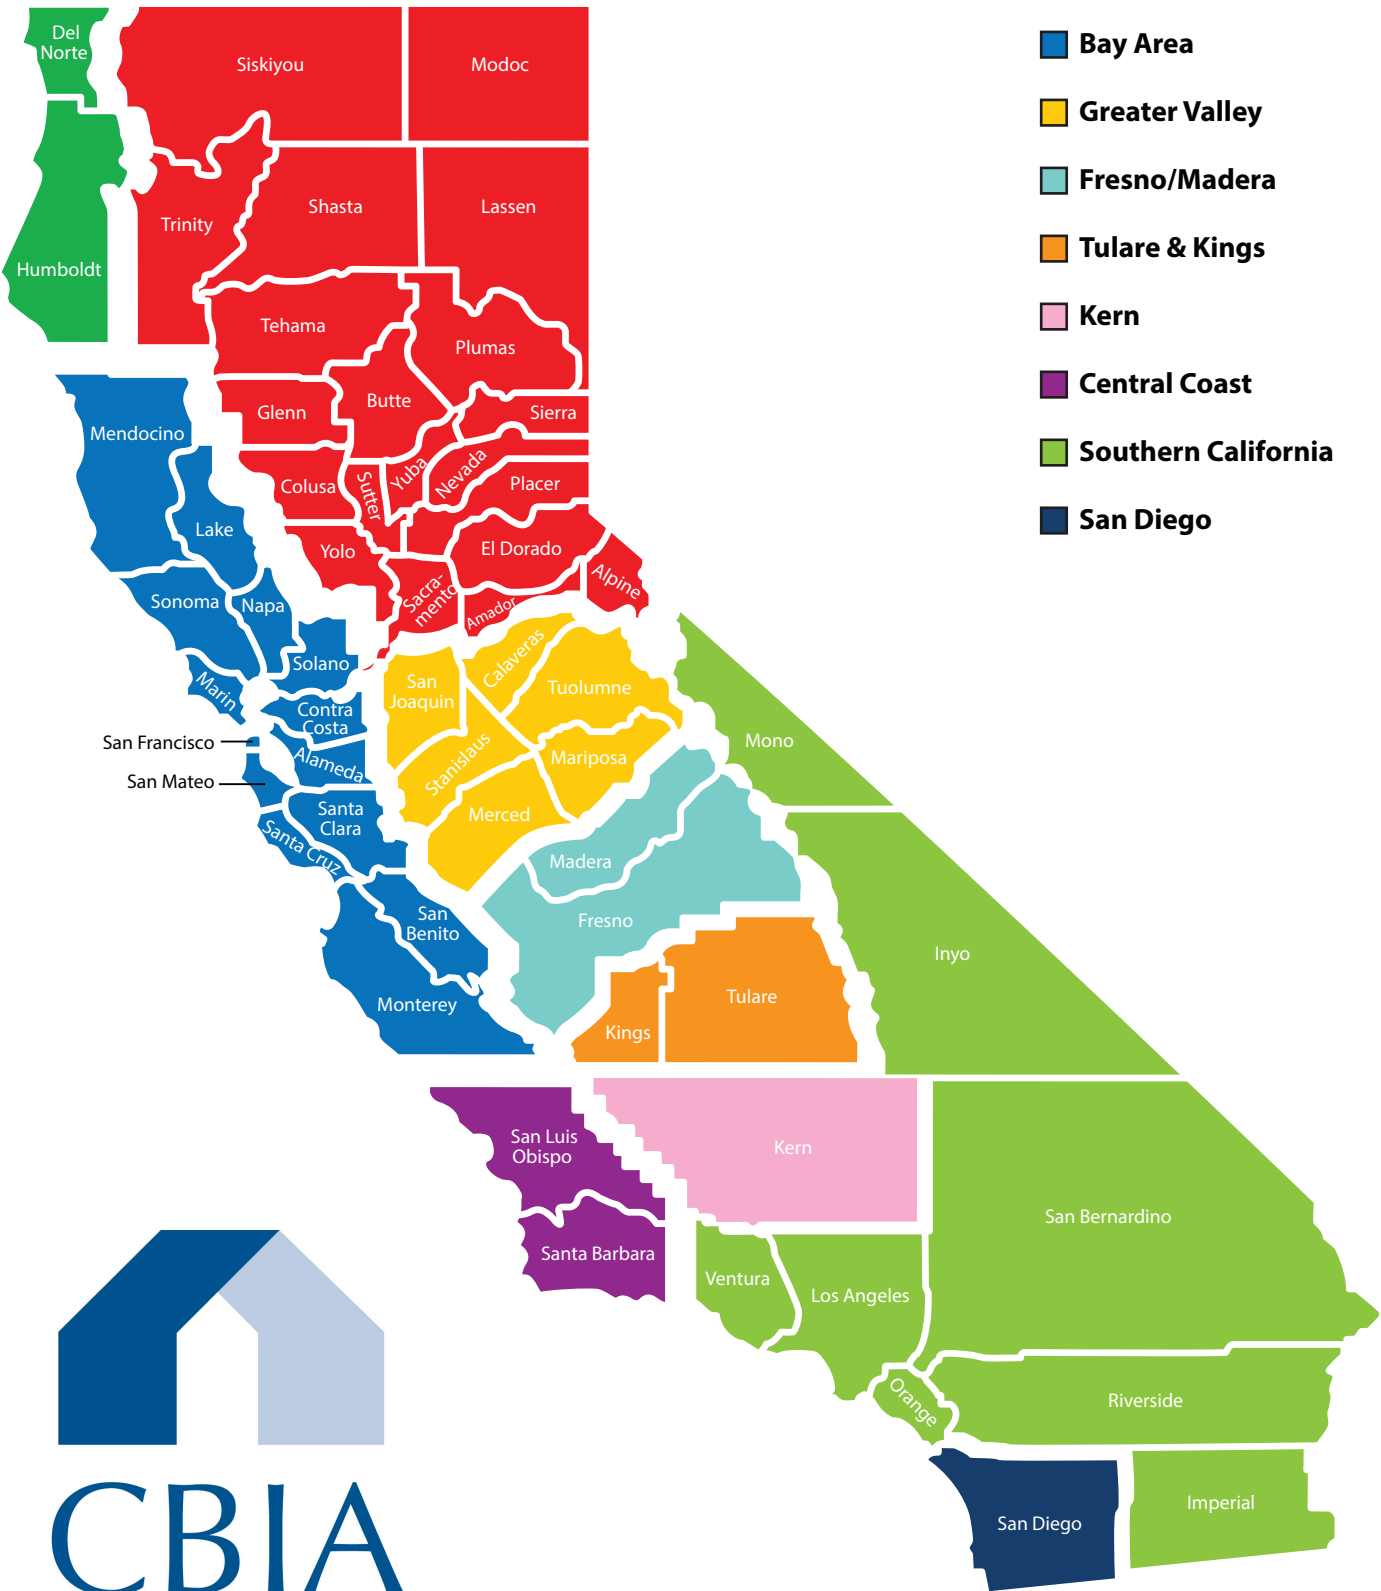 Del
Norte
Siskiyou
Modoc
Bay Area
Greater Valley
Fresno/Madera
Tulare & Kings
Kern
Central Coast
Southern California
San Diego
Trinity
Shasta
Lassen
Humboldt
Tehama
Plumas
Butte
Glenn
Sierra
Mendocino
Yuba
Nevada
Colusa
Sutter
Placer
Lake
Yolo
El Dorado
Alpine
Sacra-
mento
Amador
Sonoma
Napa
Solano
Calaveras
San
Joaquin
Tuolumne
Marin
Contra
Costa
San Francisco
Alameda
San Mateo
Stanislaus
Mariposa
Mono
Santa
Clara
Merced
Santa Cruz
Madera
Fresno
San
Benito
Inyo
Monterey
Tulare
Kings
San Luis
Obispo
Kern
San Bernardino
Santa Barbara
Ventura
Los Angeles
Orange
Riverside
San Diego
Imperial
CBIA